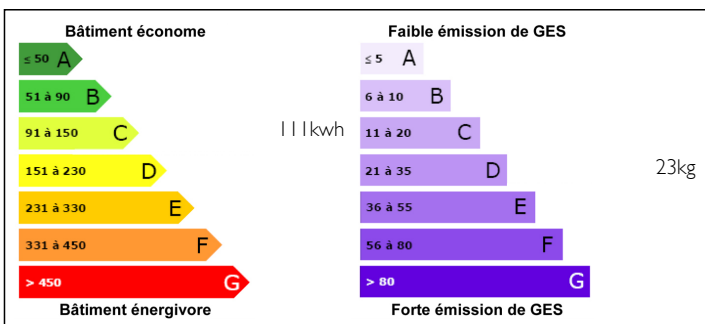 Bâtiment économe
≤ 50 A
51 à 90 B
91 à 150 C
151 à 230 D
231 à 330 E
331 à 450 F
> 450 G
Bâtiment énergivore
111kwh
Faible émission de GES
≤ 5 A
6 à 10 B
11 à 20 C
21 à 35 D
36 à 55 E
56 à 80 F
> 80 G
Forte émission de GES
23kg